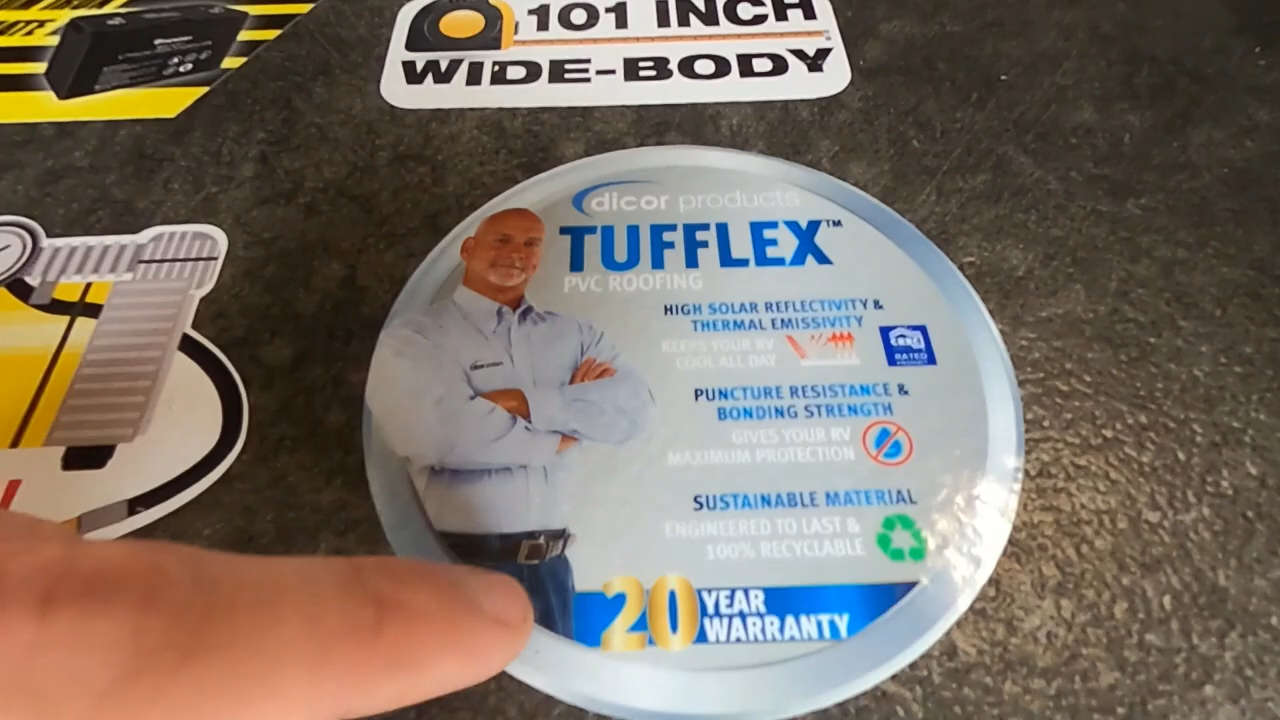 101 INCH
WIDE-BODY
dicor products
TUFFLEX™
PVC ROOFING
HIGH SOLAR REFLECTIVITY &
THERMAL EMISSIVITY
KEEPS YOUR RV
COOL ALL DAY
CRRC
RATED
PRODUCT
PUNCTURE RESISTANCE &
BONDING STRENGTH
GIVES YOUR RV
MAXIMUM PROTECTION
SUSTAINABLE MATERIAL
ENGINEERED TO LAST &
100% RECYCLABLE
20 YEAR
WARRANTY